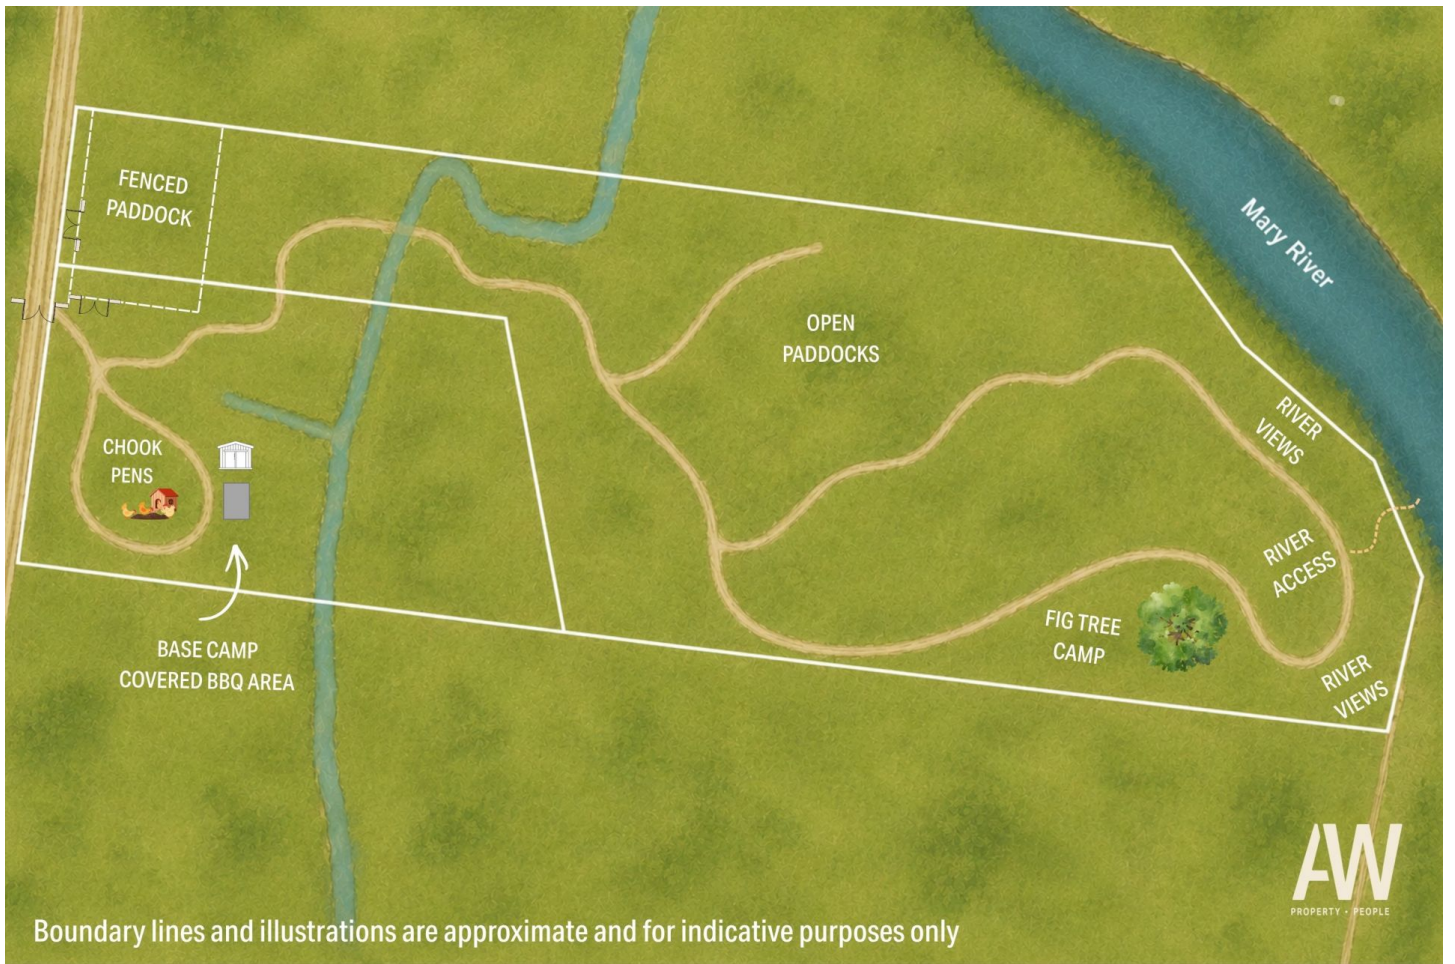 FENCED
PADDOCK
Mary River
OPEN
PADDOCKS
RIVER
VIEWS
CHOOK
PENS
RIVER
ACCESS
FIG TREE
CAMP
BASE CAMP
COVERED BBQ AREA
RIVER
VIEWS
AW
PROPERTY • PEOPLE
Boundary lines and illustrations are approximate and for indicative purposes only